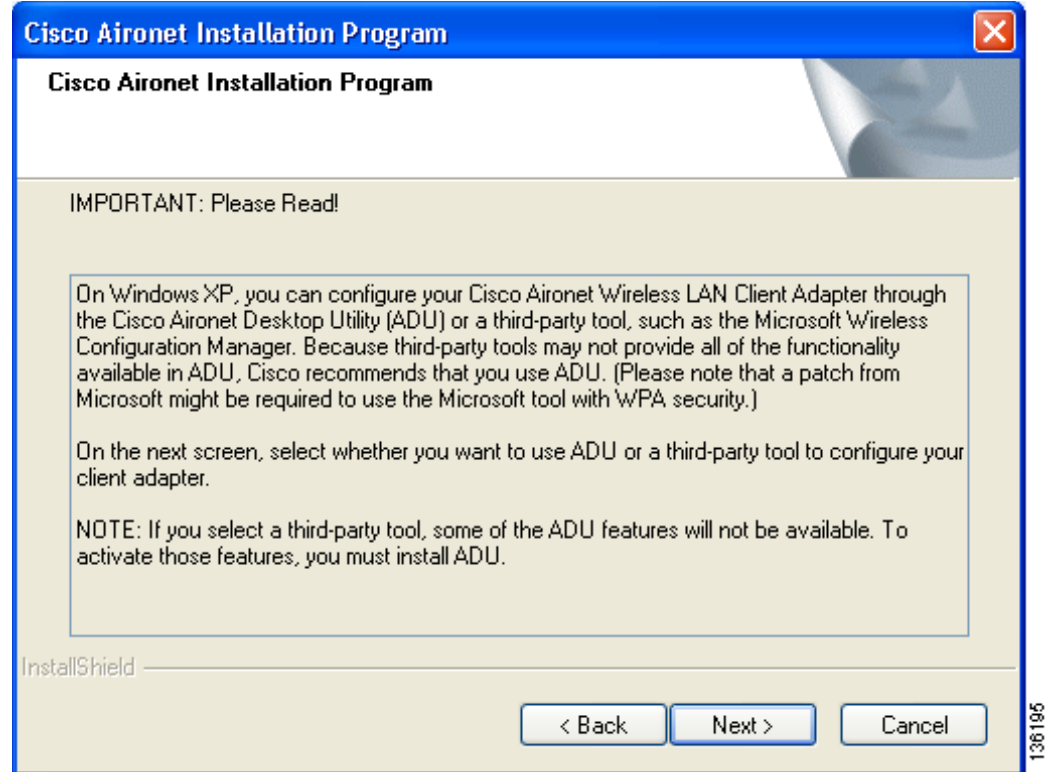 Cisco Aironet Installation Program
Cisco Aironet Installation Program
IMPORTANT: Please Read!
On Windows XP, you can configure your Cisco Aironet Wireless LAN Client Adapter through
the Cisco Aironet Desktop Utility (ADU) or a third-party tool, such as the Microsoft Wireless
Configuration Manager. Because third-party tools may not provide all of the functionality
available in ADU, Cisco recommends that you use ADU. (Please note that a patch from
Microsoft might be required to use the Microsoft tool with WPA security.)
On the next screen, select whether you want to use ADU or a third-party tool to configure your
client adapter.
NOTE: If you select a third-party tool, some of the ADU features will not be available. To
activate those features, you must install ADU.
InstallShield
< Back
Next >
Cancel
136195